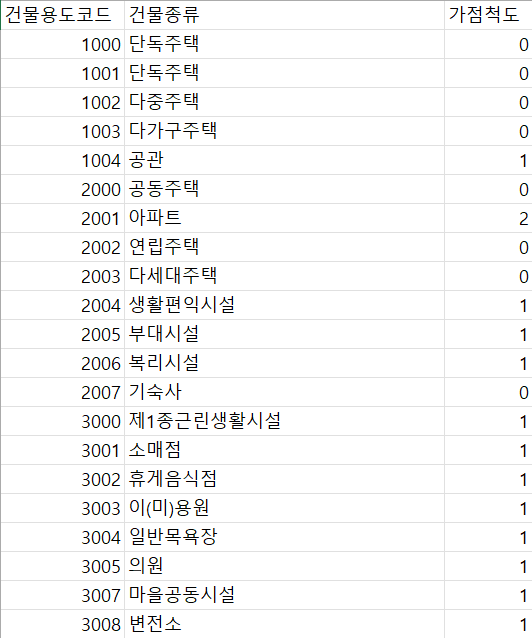 건물용도코드 건물종류 가점척도
1000 단독주택 0
1001 단독주택 0
1002 다중주택 0
1003 다가구주택 0
1004 공관 1
2000 공동주택 0
2001 아파트 2
2002 연립주택 0
2003 다세대주택 0
2004 생활편익시설 1
2005 부대시설 1
2006 복리시설 1
2007 기숙사 0
3000 제1종근린생활시설 1
3001 소매점 1
3002 휴게음식점 1
3003 이(미)용원 1
3004 일반목욕장 1
3005 의원 1
3007 마을공동시설 1
3008 변전소 1